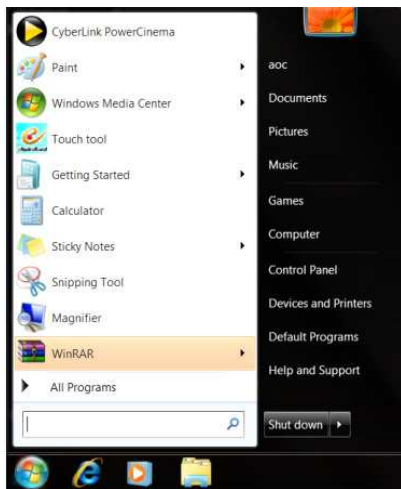 CyberLink PowerCinema
Paint
Windows Media Center
Touch tool
Getting Started
Calculator
Sticky Notes
Snipping Tool
Magnifier
WinRAR
All Programs
aoc
Documents
Pictures
Music
Games
Computer
Control Panel
Devices and Printers
Default Programs
Help and Support
Shut down